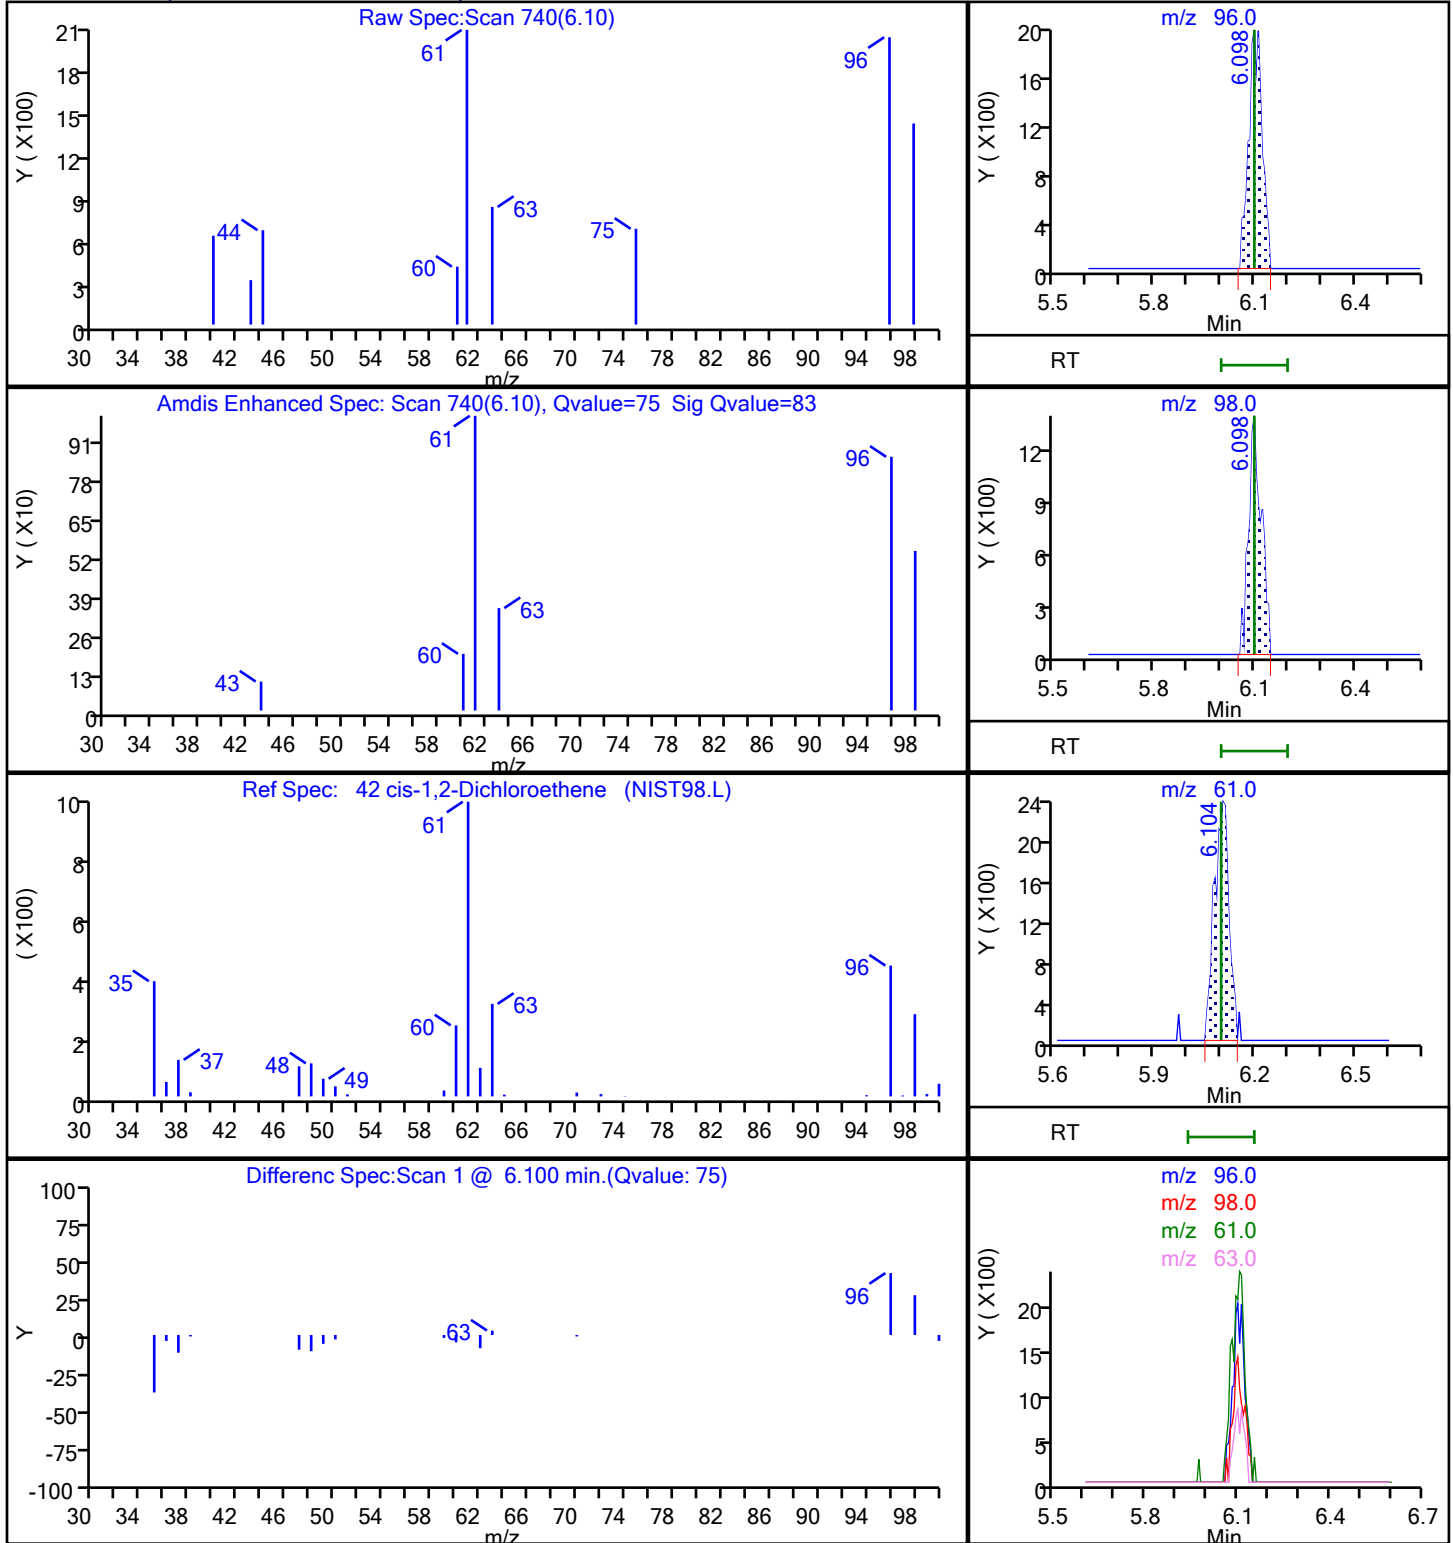 Raw Spec:Scan 740(6.10)
21
18
15
12
9
6
3
0
Y ( X100)
61
96
44
63
75
60
30 34 38 42 46 50 54 58 62 66 70 74 78 82 86 90 94 98
m/z
m/z 96.0
20
16
12
8
4
0
Y ( X100)
6.098
5.5 5.8 6.1 6.4
Min
RT
Amdis Enhanced Spec: Scan 740(6.10), Qvalue=75 Sig Qvalue=83
91
78
65
52
39
26
13
0
Y ( X10)
61
96
63
60
43
30 34 38 42 46 50 54 58 62 66 70 74 78 82 86 90 94 98
m/z
m/z 98.0
12
9
6
3
0
Y ( X100)
6.098
5.5 5.8 6.1 6.4
Min
RT
Ref Spec: 42 cis-1,2-Dichloroethene (NIST98.L)
10
8
6
4
2
0
( X100)
61
96
35
63
60
37
48
49
30 34 38 42 46 50 54 58 62 66 70 74 78 82 86 90 94 98
m/z
m/z 61.0
24
20
16
12
8
4
0
Y ( X100)
6.104
5.6 5.9 6.2 6.5
Min
RT
Differenc Spec:Scan 1 @ 6.100 min.(Qvalue: 75)
100
75
50
25
0
-25
-50
-75
-100
Y
96
63
30 34 38 42 46 50 54 58 62 66 70 74 78 82 86 90 94 98
m/z
m/z 96.0
m/z 98.0
m/z 61.0
m/z 63.0
20
15
10
5
0
Y ( X100)
5.5 5.8 6.1 6.4 6.7
Min